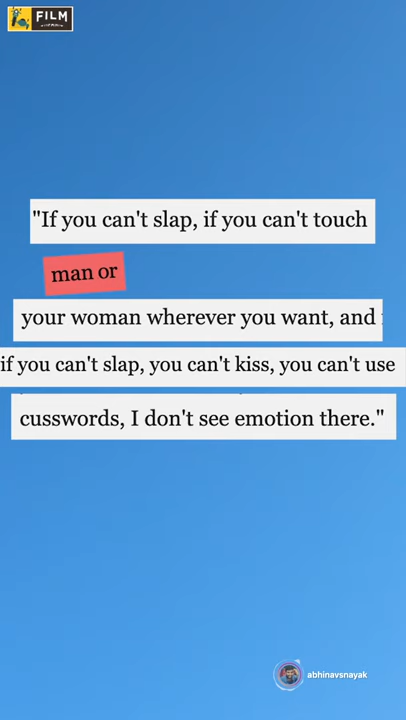 FILM
"If you can't slap, if you can't touch
man or
your woman wherever you want, and
if you can't slap, you can't kiss, you can't use
cusswords, I don't see emotion there."
abhinavsnayak